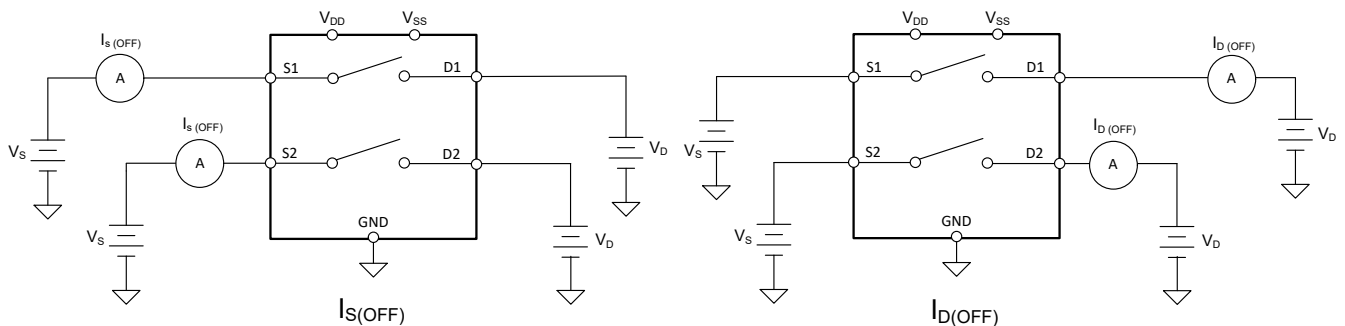 VDD VSS
Is (OFF)
A
S1 D1
Is (OFF)
VS
A
S2 D2
VD
VS
GND
VD
IS(OFF)
VDD VSS
ID (OFF)
S1 D1
A
ID (OFF)
VS
S2 D2
A
VD
VS
GND
VD
ID(OFF)